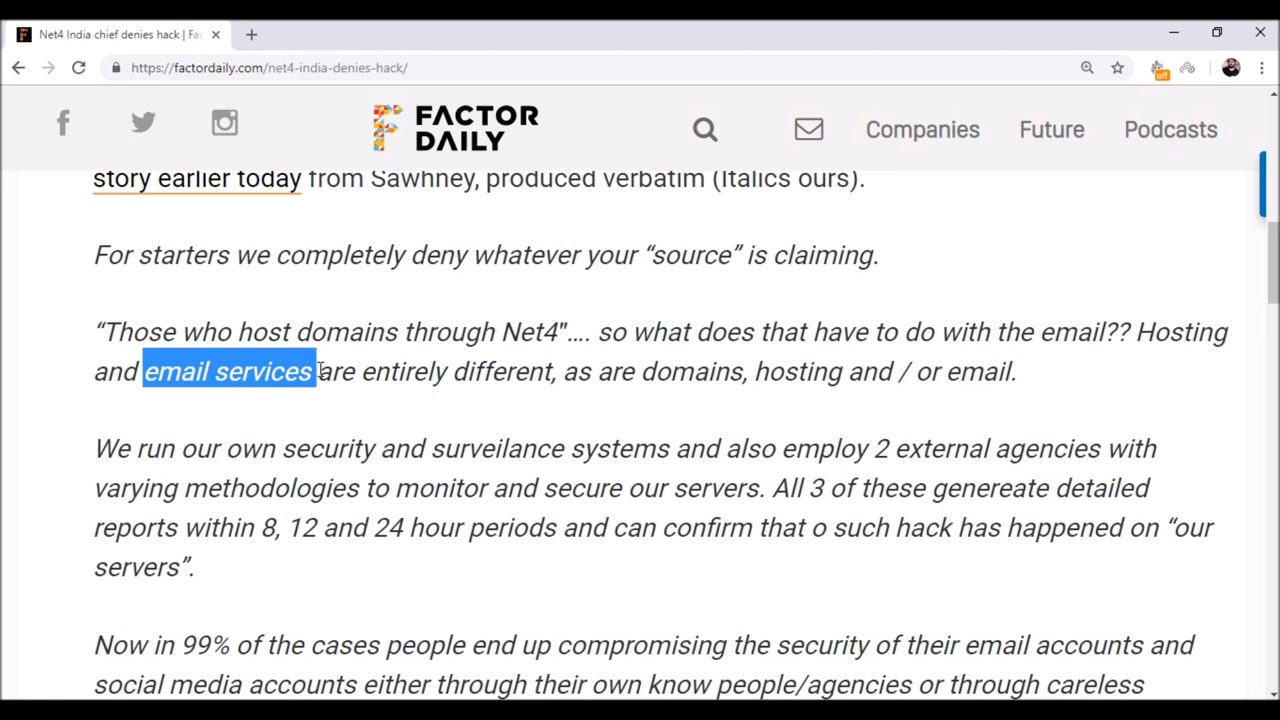 Net4 India chief denies hack | Fac
https://factordaily.com/net4-india-denies-hack/
off
FACTOR
DAILY
Companies
Future
Podcasts
story earlier today from Sawhney, produced verbatim (Italics ours).
For starters we completely deny whatever your “source” is claiming.
“Those who host domains through Net4"…. so what does that have to do with the email?? Hosting
and email services are entirely different, as are domains, hosting and / or email.
We run our own security and surveilance systems and also employ 2 external agencies with
varying methodologies to monitor and secure our servers. All 3 of these genereate detailed
reports within 8, 12 and 24 hour periods and can confirm that o such hack has happened on “our
servers”.
Now in 99% of the cases people end up compromising the security of their email accounts and
social media accounts either through their own know people/agencies or through careless